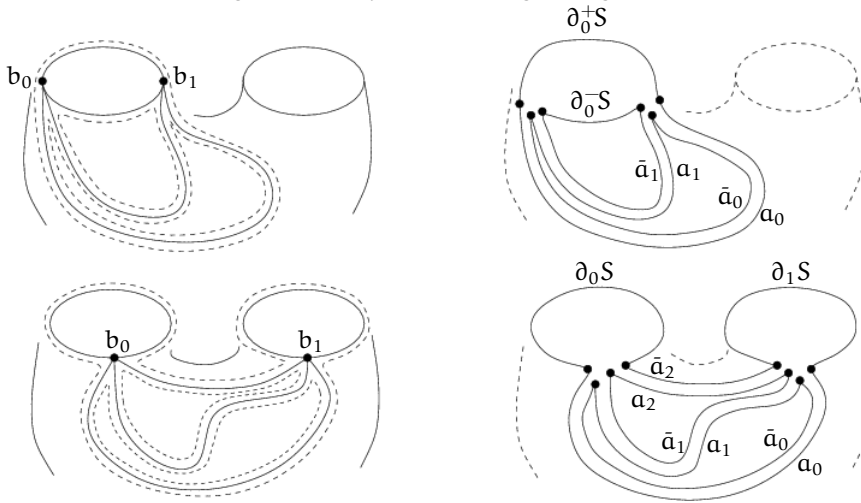 ∂₀⁺S
b₀ b₁
∂₀⁻S
ā₁ a₁
ā₀ a₀
∂₀S ∂₁S
b₀ b₁
ā₂
a₂
ā₁ a₁ ā₀
a₀